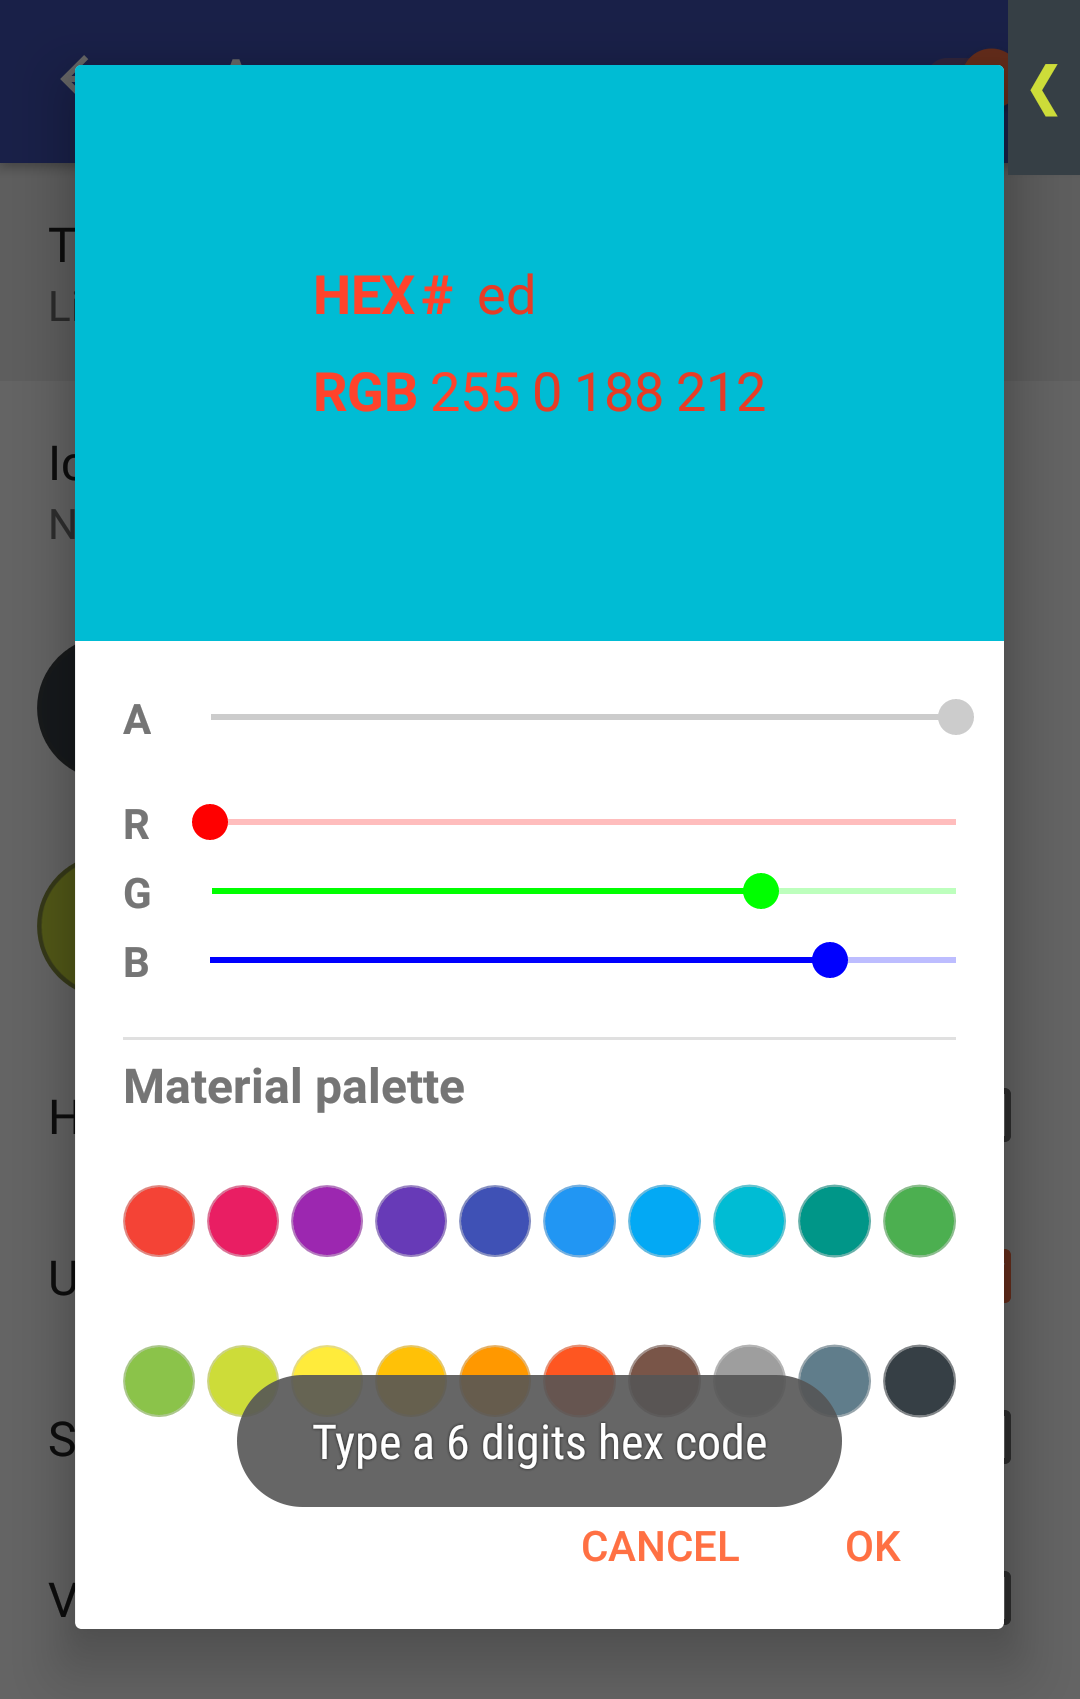 HEX # ed
RGB 255 0 188 212
A
R
G
B
Material palette
Type a 6 digits hex code
CANCEL OK